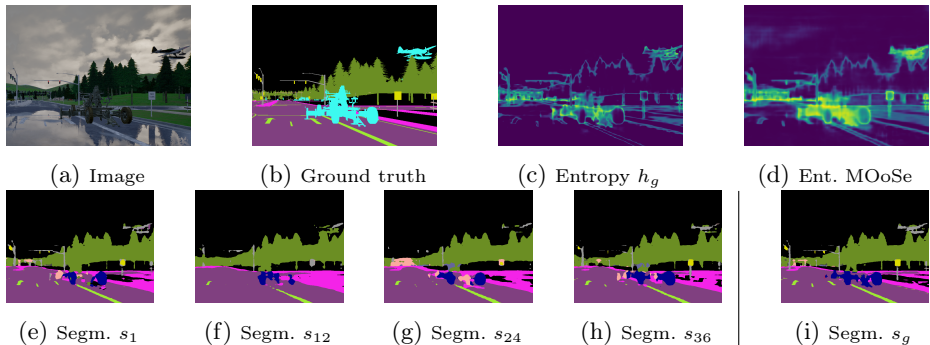 (a) Image
(b) Ground truth
(c) Entropy h_g
(d) Ent. MOoSe
(e) Segm. s_1
(f) Segm. s_12
(g) Segm. s_24
(h) Segm. s_36
(i) Segm. s_g